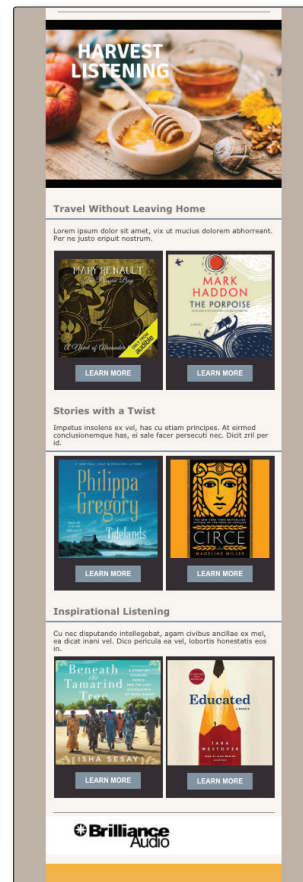 HARVEST
LISTENING
Travel Without Leaving Home
Lorem ipsum dolor sit amet, vix ut mucius dolorem abhorreant.
Per ne justo eripuit nostrum.
MARY RENAULT
The Persian Boy
A Novel of Alexander
audible
MARK
HADDON
THE PORPOISE
A NOVEL
LEARN MORE
LEARN MORE
Stories with a Twist
Impetus insolens ex vel, has cu etiam principes. At eirmod
conclusionemque has, ei sale facer persecuti nec. Dicit zril per
id.
Philippa
Gregory
Tidelands
CIRCE
MADELINE MILLER
LEARN MORE
LEARN MORE
Inspirational Listening
Cu nec disputando intellegebat, agam civibus ancillae ex mel,
ea dicat inani vel. Dico pericula ea vel, lobortis honestatis eos
in.
Beneath
the
Tamarind
Tree
ISHA SESAY
Educated
TARA
WESTOVER
LEARN MORE
LEARN MORE
Brilliance
Audio